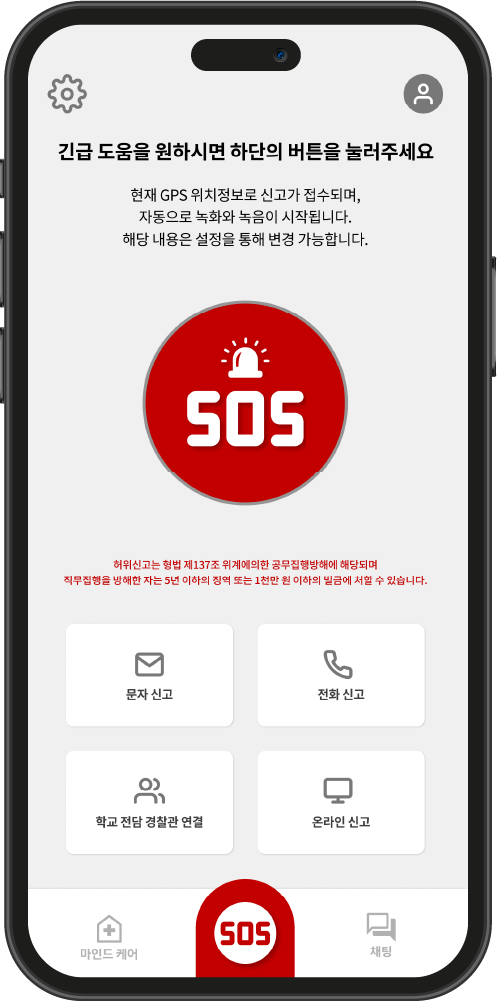 긴급 도움을 원하시면 하단의 버튼을 눌러주세요
현재 GPS 위치정보로 신고가 접수되며,
자동으로 녹화와 녹음이 시작됩니다.
해당 내용은 설정을 통해 변경 가능합니다.
SOS
허위신고는 형법 제137조 위계에의한 공무집행방해에 해당되며
직무집행을 방해한 자는 5년 이하의 징역 또는 1천만 원 이하의 벌금에 처할 수 있습니다.
문자 신고
전화 신고
학교 전담 경찰관 연결
온라인 신고
마인드 케어
SOS
채팅